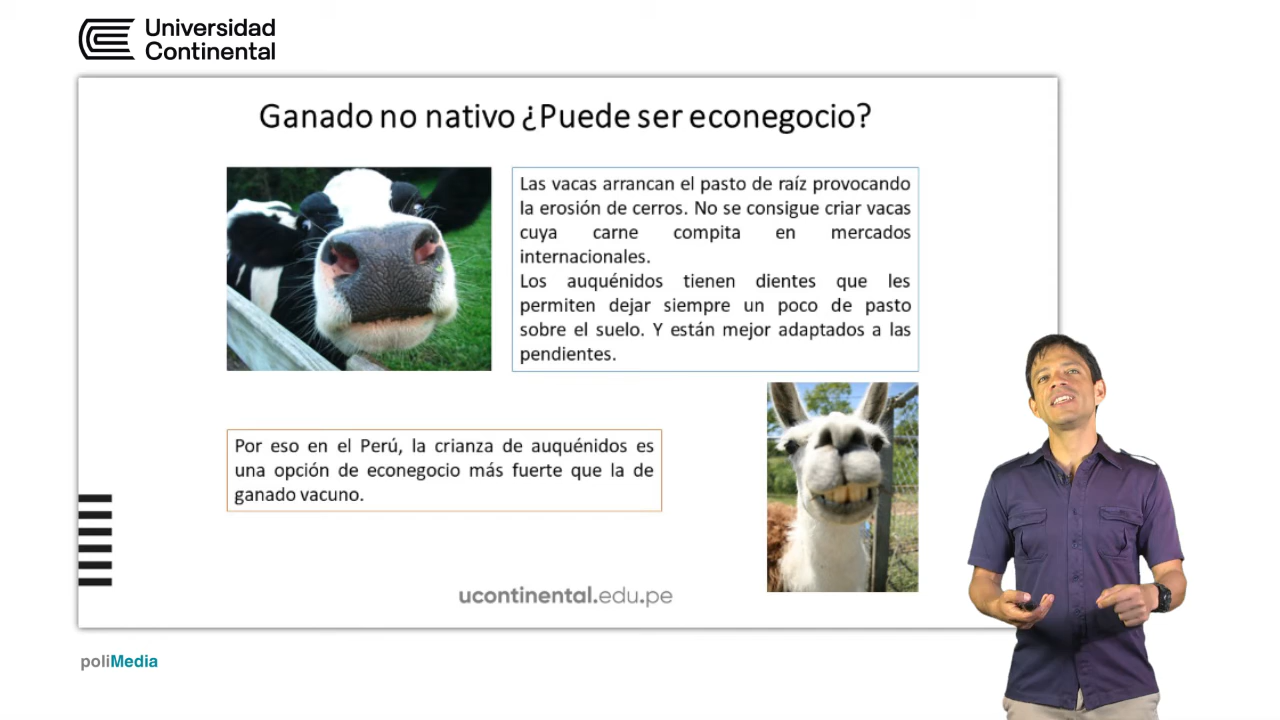 Universidad
Continental
Ganado no nativo ¿Puede ser econegocio?
Las vacas arrancan el pasto de raíz provocando
la erosión de cerros. No se consigue criar vacas
cuya carne compita en mercados
internacionales.
Los auquénidos tienen dientes que les
permiten dejar siempre un poco de pasto
sobre el suelo. Y están mejor adaptados a las
pendientes.
Por eso en el Perú, la crianza de auquénidos es
una opción de econegocio más fuerte que la de
ganado vacuno.
ucontinental.edu.pe
poliMedia